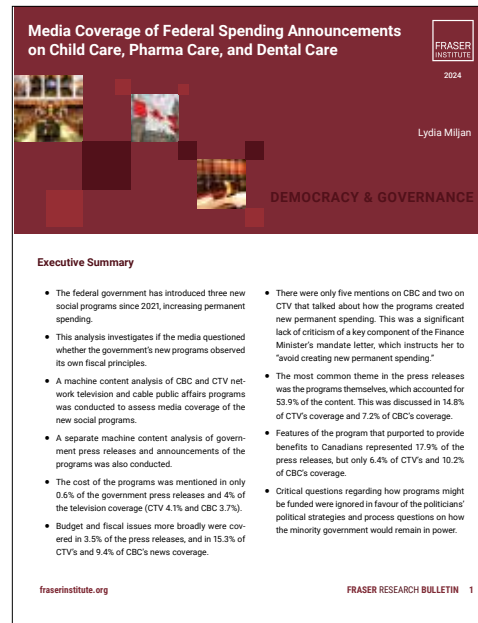 Media Coverage of Federal Spending Announcements
on Child Care, Pharma Care, and Dental Care
FRASER
INSTITUTE
2024
Lydia Miljan
DEMOCRACY & GOVERNANCE
Executive Summary
• The federal government has introduced three new
social programs since 2021, increasing permanent
spending.
• This analysis investigates if the media questioned
whether the government's new programs observed
its own fiscal principles.
• A machine content analysis of CBC and CTV net-
work television and cable public affairs programs
was conducted to assess media coverage of the
new social programs.
• A separate machine content analysis of govern-
ment press releases and announcements of the
programs was also conducted.
• The cost of the programs was mentioned in only
0.6% of the government press releases and 4% of
the television coverage (CTV 4.1% and CBC 3.7%).
• Budget and fiscal issues more broadly were cov-
ered in 3.5% of the press releases, and in 15.3% of
CTV's and 9.4% of CBC's news coverage.
• There were only five mentions on CBC and two on
CTV that talked about how the programs created
new permanent spending. This was a significant
lack of criticism of a key component of the Finance
Minister's mandate letter, which instructs her to
"avoid creating new permanent spending."
• The most common theme in the press releases
was the programs themselves, which accounted for
53.9% of the content. This was discussed in 14.8%
of CTV's coverage and 7.2% of CBC's coverage.
• Features of the program that purported to provide
benefits to Canadians represented 17.9% of the
press releases, but only 6.4% of CTV's and 10.2%
of CBC's coverage.
• Critical questions regarding how programs might
be funded were ignored in favour of the politicians'
political strategies and process questions on how
the minority government would remain in power.
fraserinstitute.org
FRASER RESEARCH BULLETIN 1